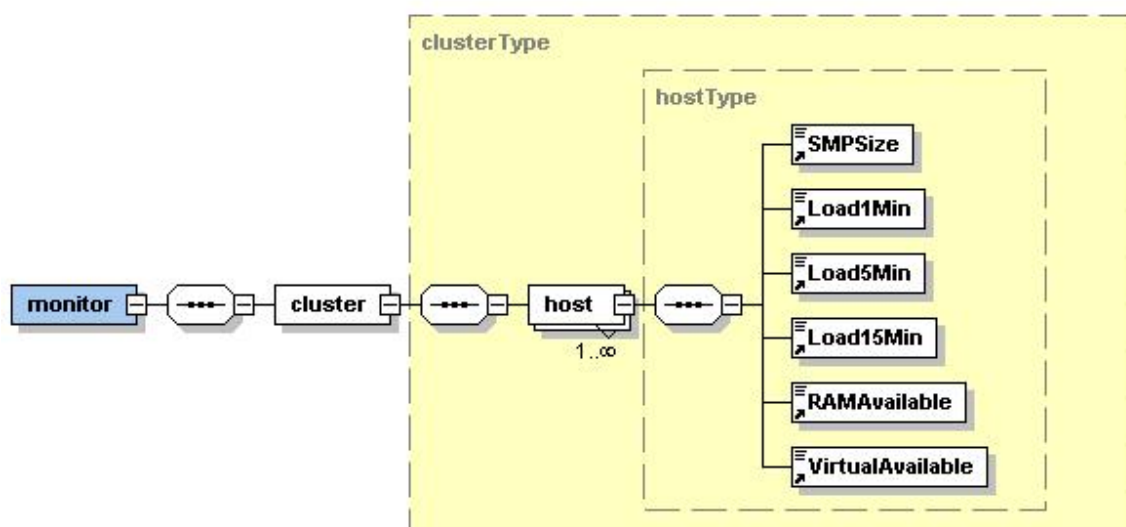 clusterType
hostType
SMPSize
Load1Min
Load5Min
monitor
cluster
host
1..∞
Load15Min
RAMAvailable
VirtualAvailable